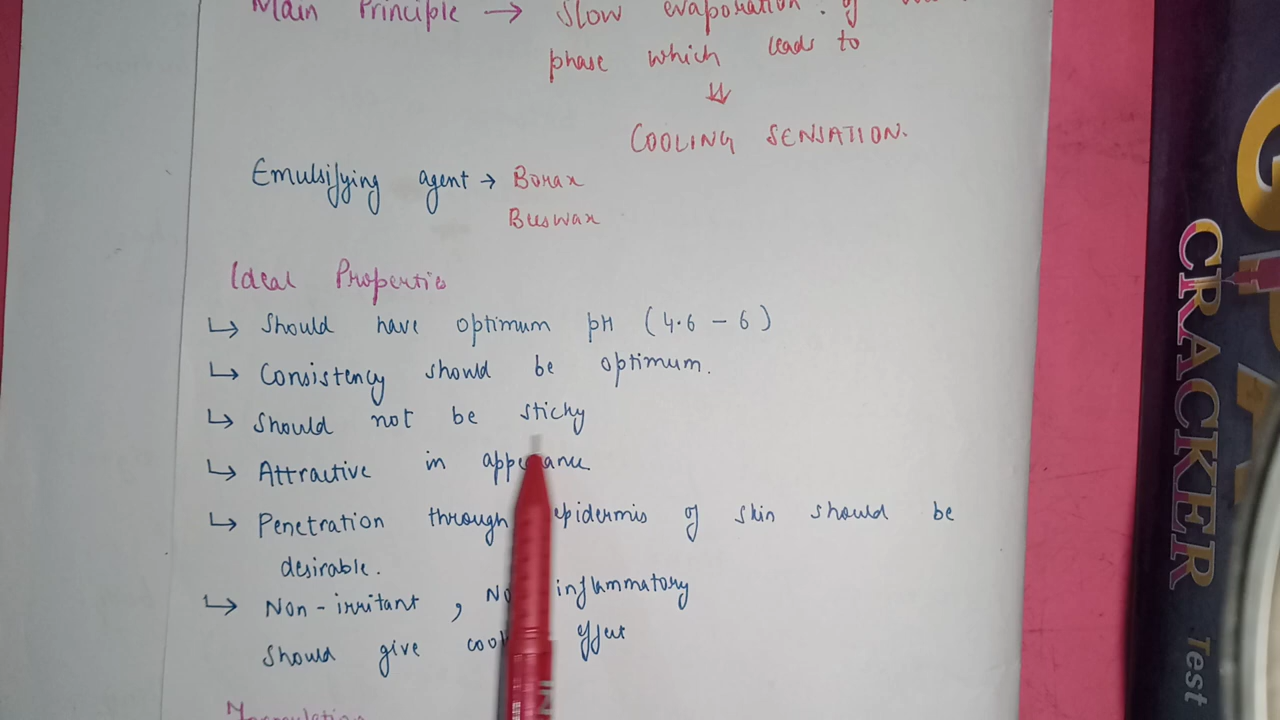 Main Principle → Slow evaporation of
phase which leads to
COOLING SENSATION.
Emulsifying agent → Borax
Beeswax
Ideal Properties
↳ Should have optimum pH (4.6 - 6)
↳ Consistency should be optimum.
↳ Should not be sticky
↳ Attractive in
↳ Penetration through epidermis of skin should be
desirable.
↳ Non-irritant, inflammatory
Should give
CRACKER
Test